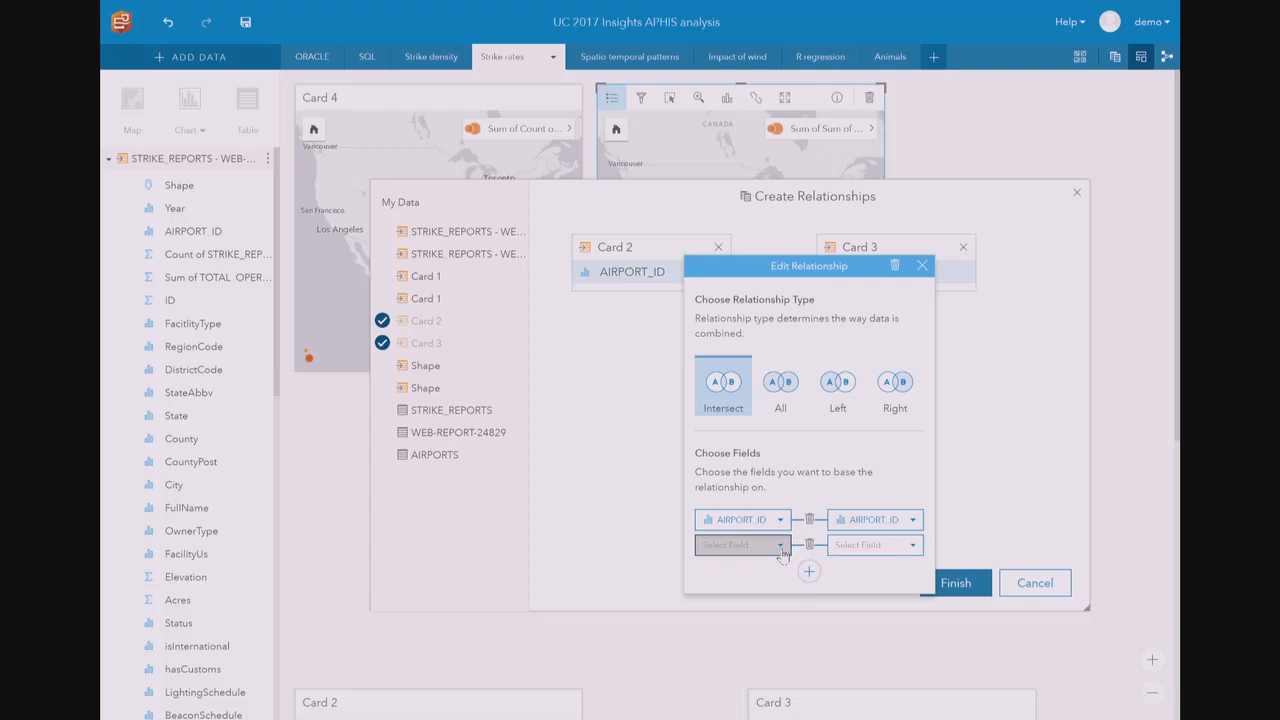 UC 2017 Insights APHIS analysis
Help
demo
ADD DATA
ORACLE
SQL
Strike density
Strike rates
Spatio temporal patterns
Impact of wind
R regression
Animals
Map
Chart
Table
STRIKE_REPORTS - WEB-...
Shape
Year
AIRPORT_ID
Count of STRIKE_REP...
Sum of TOTAL_OPER...
ID
FacitlityType
RegionCode
DistrictCode
StateAbbv
State
County
CountyPost
City
FullName
OwnerType
FacilityUs
Elevation
Acres
Status
isInternational
hasCustoms
LightingSchedule
BeaconSchedule
Card 4
Sum of Count o...
Vancouver
Toronto
San Francisco
Los Angeles
CANADA
Sum of Sum of ...
Vancouver
My Data
STRIKE_REPORTS - WE...
STRIKE_REPORTS - WE...
Card 1
Card 1
Card 2
Card 3
Shape
Shape
STRIKE_REPORTS
WEB-REPORT-24829
AIRPORTS
Create Relationships
Card 2
AIRPORT_ID
Card 3
Edit Relationship
Choose Relationship Type
Relationship type determines the way data is
combined.
A B
Intersect
A B
All
A B
Left
A B
Right
Choose Fields
Choose the fields you want to base the
relationship on.
AIRPORT_ID
AIRPORT_ID
Select Field
Select Field
Finish
Cancel
Card 2
Card 3